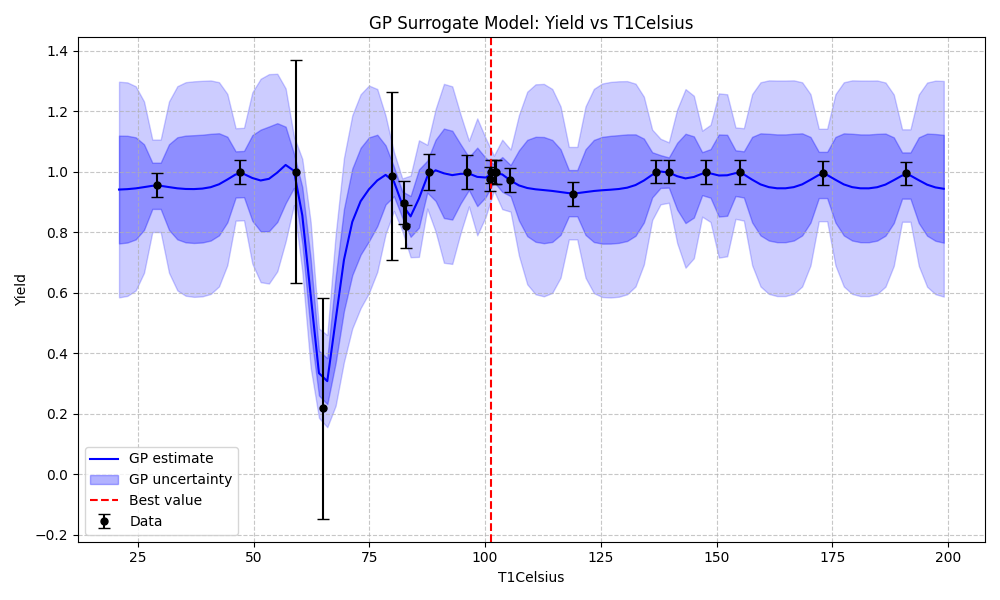 GP Surrogate Model: Yield vs T1Celsius
Yield
1.4
1.2
1.0
0.8
0.6
0.4
0.2
0.0
−0.2
GP estimate
GP uncertainty
Best value
Data
25
50
75
100
125
150
175
200
T1Celsius